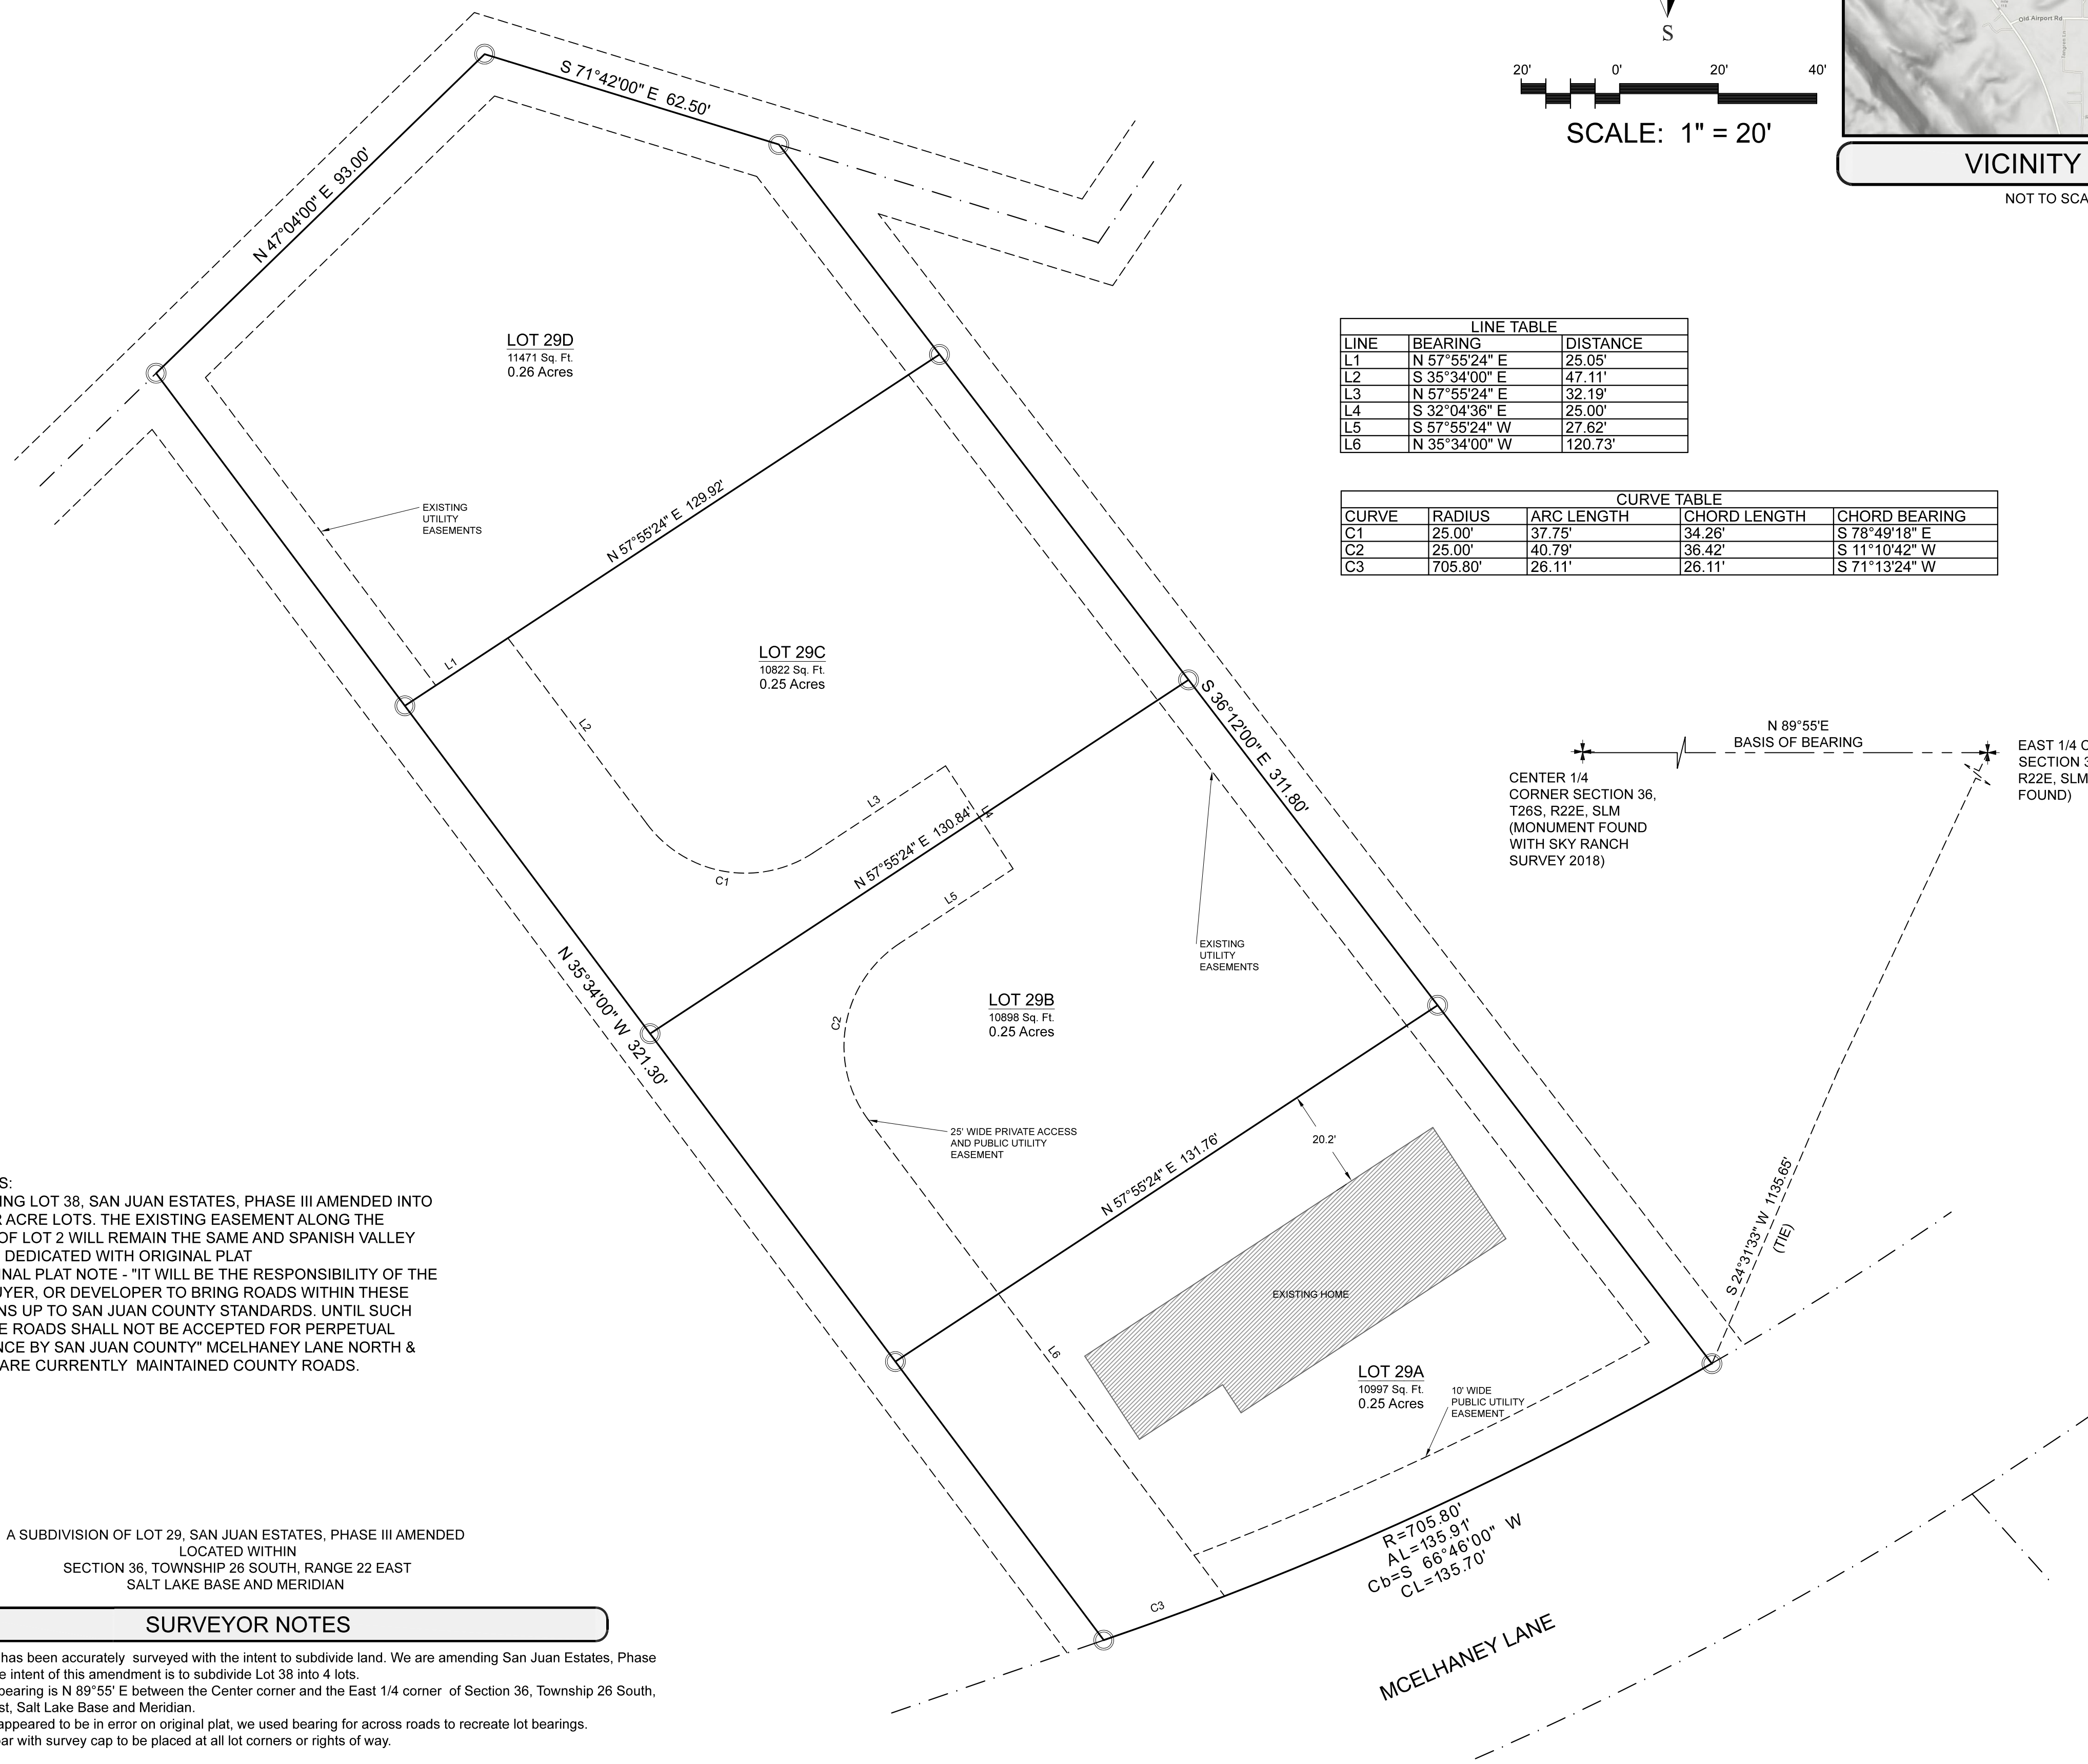 S
20' 0' 20' 40'
SCALE: 1" = 20'
Old Airport Rd
VICINITY
NOT TO SCA
S 71°42'00" E 62.50'
N 47°04'00" E 93.00'
LOT 29D
11471 Sq. Ft.
0.26 Acres
EXISTING
UTILITY
EASEMENTS
N 57°55'24" E 129.92'
L1
L2
LOT 29C
10822 Sq. Ft.
0.25 Acres
L3
L4
C1
N 57°55'24" E 130.84'
L5
S 36°12'00" E 311.80'
EXISTING
UTILITY
EASEMENTS
N 35°34'00" W 321.30'
C2
LOT 29B
10898 Sq. Ft.
0.25 Acres
25' WIDE PRIVATE ACCESS
AND PUBLIC UTILITY
EASEMENT
N 57°55'24" E 131.76'
20.2'
EXISTING HOME
L6
LOT 29A
10997 Sq. Ft.
0.25 Acres
10' WIDE
PUBLIC UTILITY
EASEMENT
R=705.80'
AL=135.91'
Cb=S 66°46'00" W
CL=135.70'
C3
MCELHANEY LANE
LINE TABLE
LINE BEARING DISTANCE
L1 N 57°55'24" E 25.05'
L2 S 35°34'00" E 47.11'
L3 N 57°55'24" E 32.19'
L4 S 32°04'36" E 25.00'
L5 S 57°55'24" W 27.62'
L6 N 35°34'00" W 120.73'
CURVE TABLE
CURVE RADIUS ARC LENGTH CHORD LENGTH CHORD BEARING
C1 25.00' 37.75' 34.26' S 78°49'18" E
C2 25.00' 40.79' 36.42' S 11°10'42" W
C3 705.80' 26.11' 26.11' S 71°13'24" W
N 89°55'E
BASIS OF BEARING
CENTER 1/4
CORNER SECTION 36,
T26S, R22E, SLM
(MONUMENT FOUND
WITH SKY RANCH
SURVEY 2018)
EAST 1/4 C
SECTION 3
R22E, SLM
FOUND)
S 24°31'33" W 1135.65'
(TIE)
S:
ING LOT 38, SAN JUAN ESTATES, PHASE III AMENDED INTO
R ACRE LOTS. THE EXISTING EASEMENT ALONG THE
OF LOT 2 WILL REMAIN THE SAME AND SPANISH VALLEY
DEDICATED WITH ORIGINAL PLAT
INAL PLAT NOTE - "IT WILL BE THE RESPONSIBILITY OF THE
UYER, OR DEVELOPER TO BRING ROADS WITHIN THESE
NS UP TO SAN JUAN COUNTY STANDARDS. UNTIL SUCH
E ROADS SHALL NOT BE ACCEPTED FOR PERPETUAL
NCE BY SAN JUAN COUNTY" MCELHANEY LANE NORTH &
ARE CURRENTLY MAINTAINED COUNTY ROADS.
A SUBDIVISION OF LOT 29, SAN JUAN ESTATES, PHASE III AMENDED
LOCATED WITHIN
SECTION 36, TOWNSHIP 26 SOUTH, RANGE 22 EAST
SALT LAKE BASE AND MERIDIAN
SURVEYOR NOTES
has been accurately surveyed with the intent to subdivide land. We are amending San Juan Estates, Phase
e intent of this amendment is to subdivide Lot 38 into 4 lots.
bearing is N 89°55' E between the Center corner and the East 1/4 corner of Section 36, Township 26 South,
st, Salt Lake Base and Meridian.
appeared to be in error on original plat, we used bearing for across roads to recreate lot bearings.
ar with survey cap to be placed at all lot corners or rights of way.